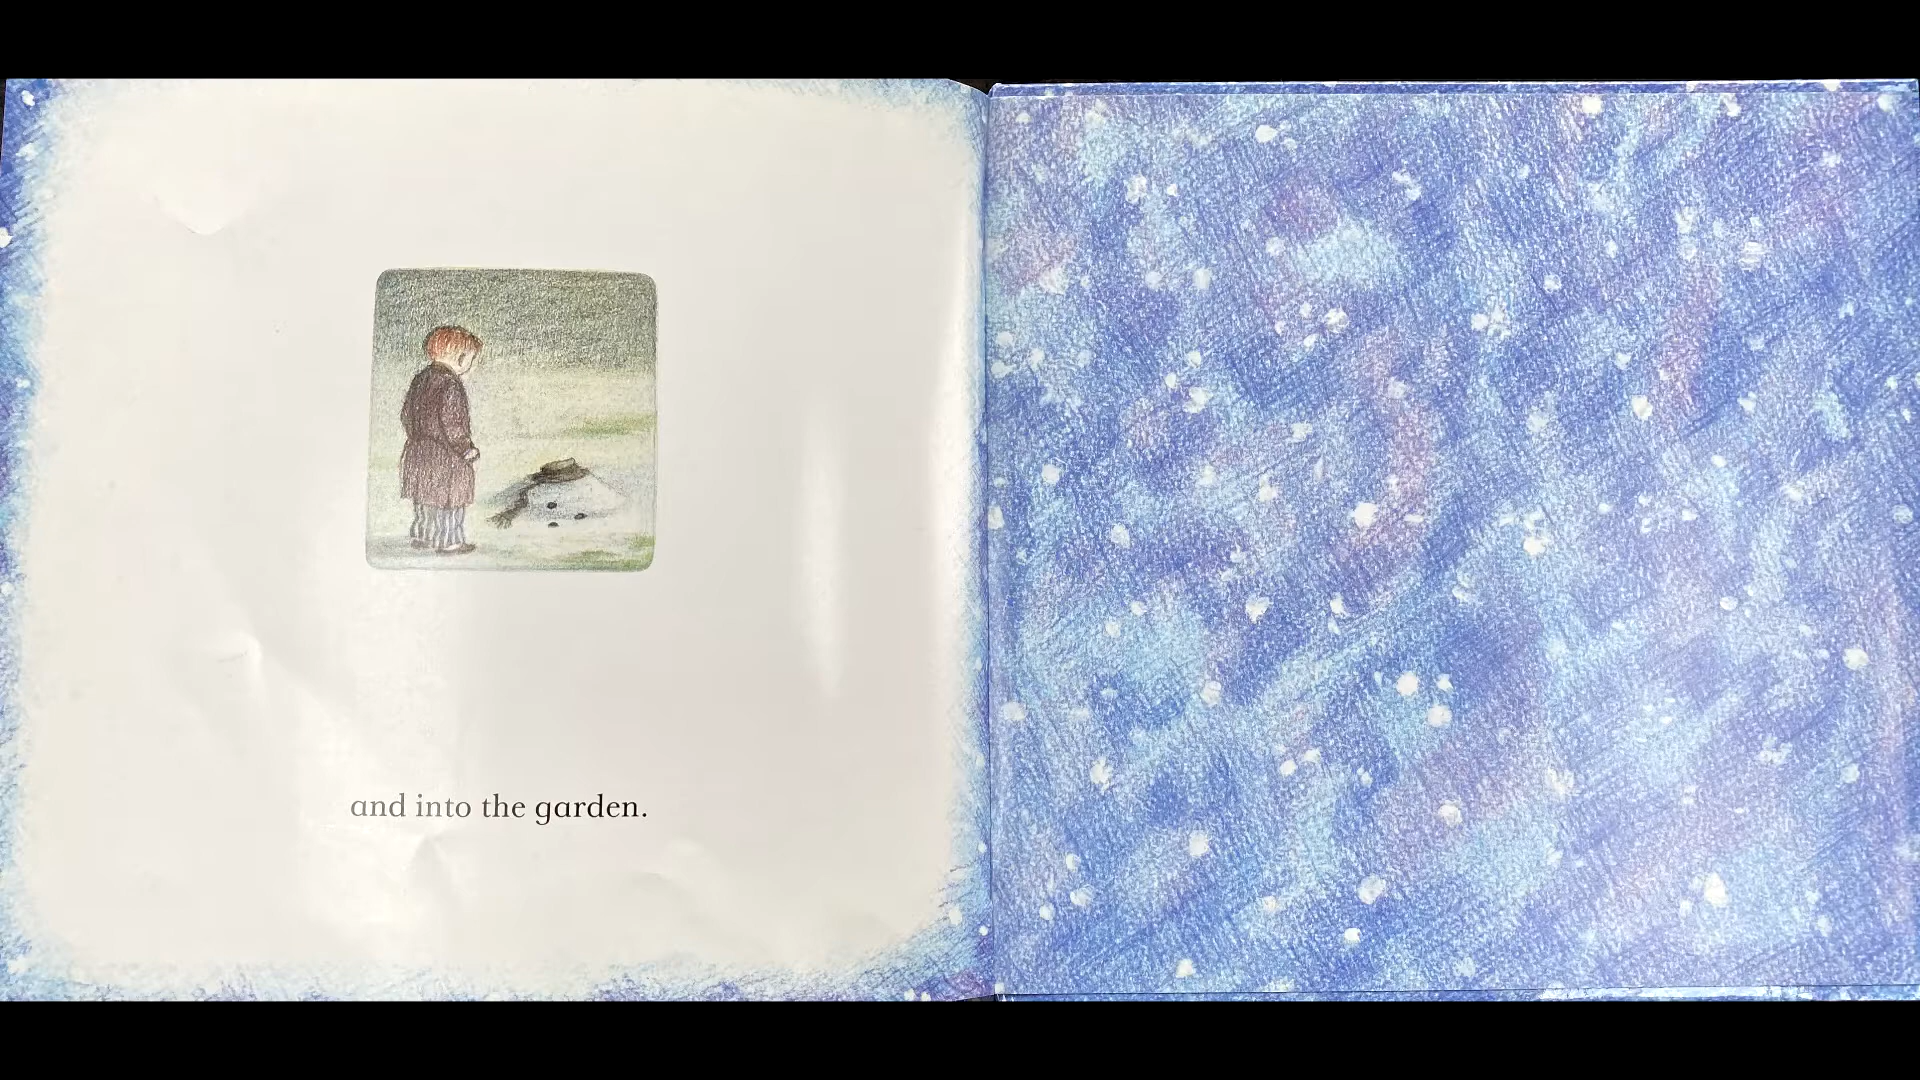 and into the garden.